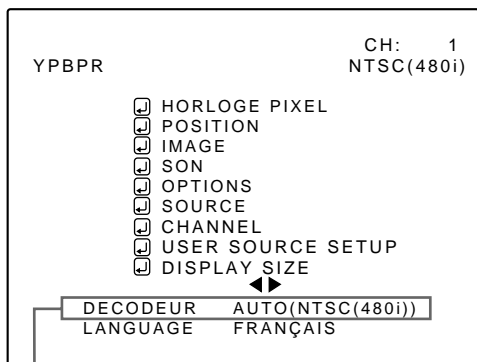 CH: 1
YPBPR NTSC(480i)
HORLOGE PIXEL
POSITION
IMAGE
SON
OPTIONS
SOURCE
CHANNEL
USER SOURCE SETUP
DISPLAY SIZE
DECODEUR AUTO(NTSC(480i))
LANGUAGE FRANÇAIS